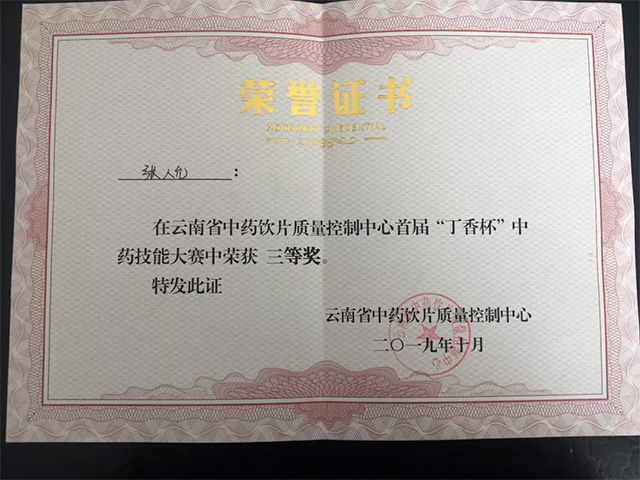 荣誉证书
HONORARY CREDENTIAL
张人允：
在云南省中药饮片质量控制中心首届“丁香杯”中
药技能大赛中荣获 三等奖。
特发此证
云南省中药饮片质量控制中心
二〇一九年十月